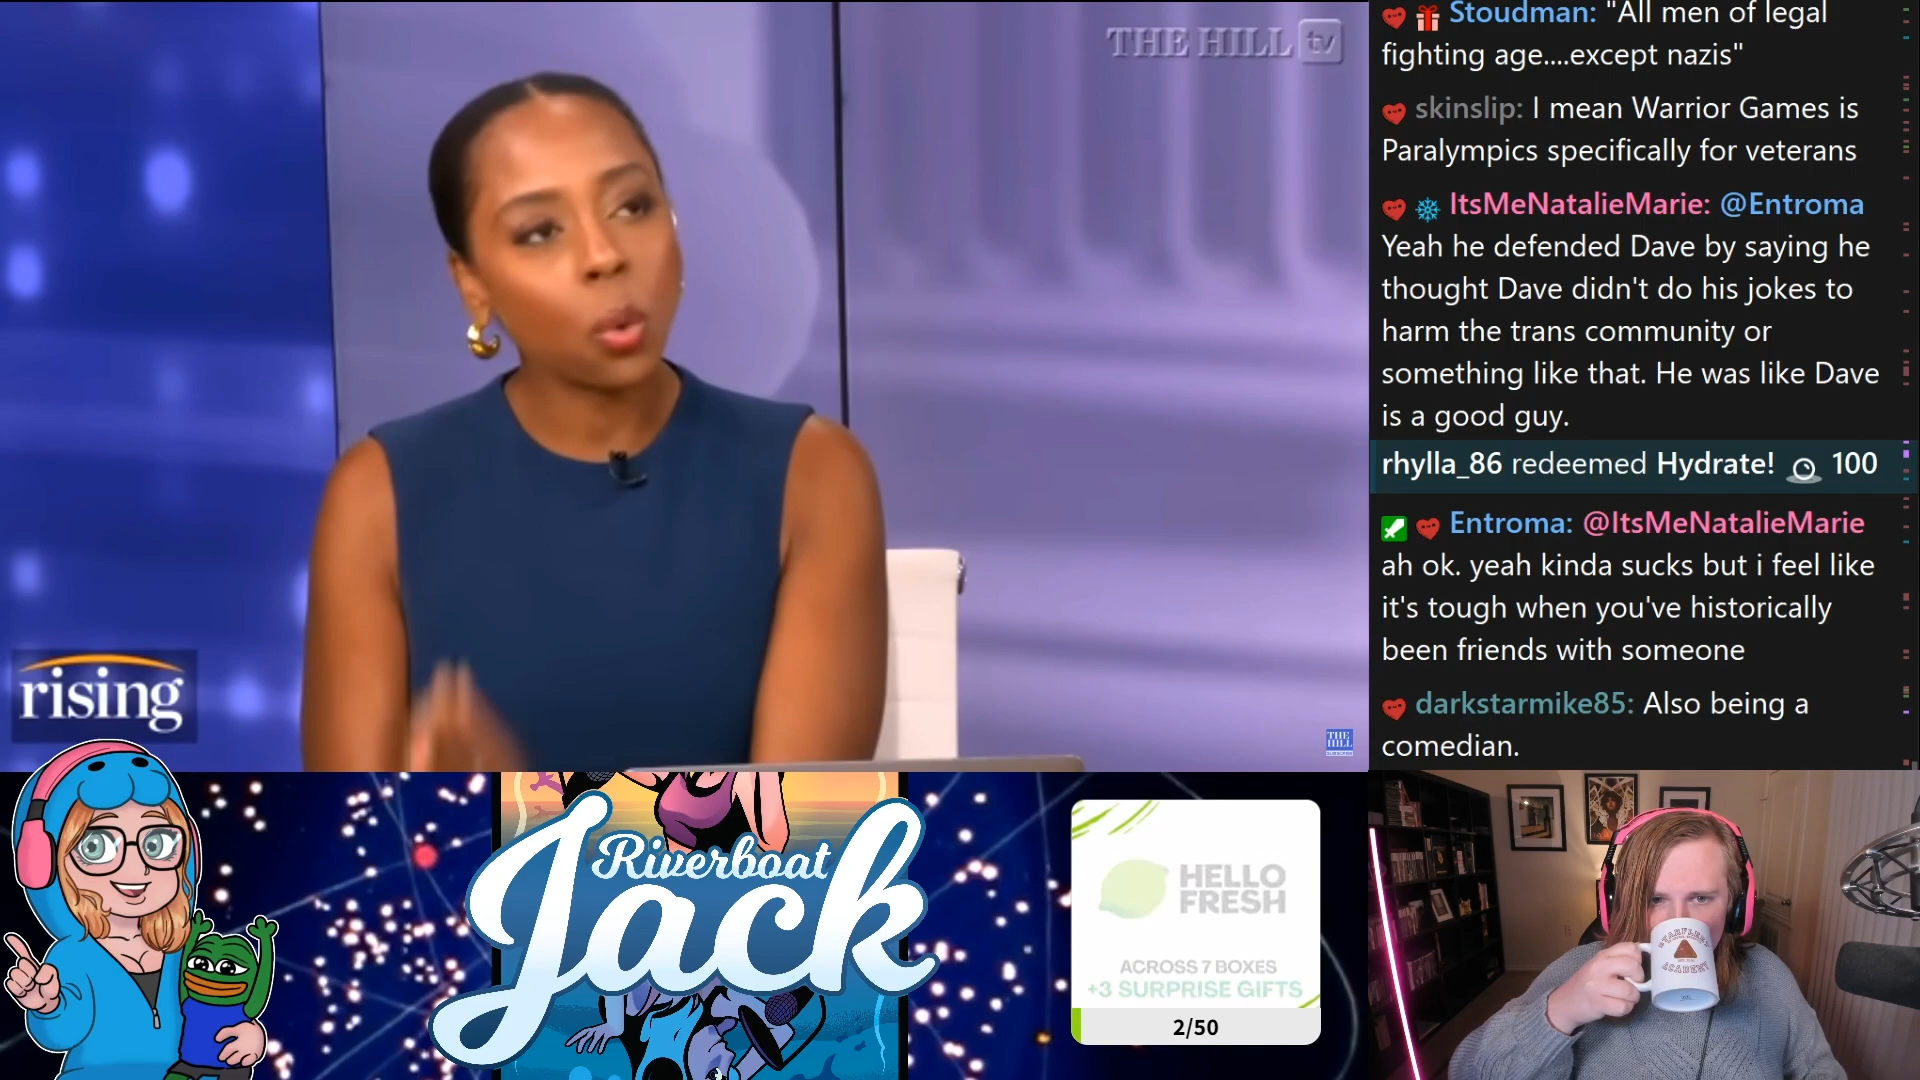 THE HILL tv
rising
THE
HILL
Stoudman: "All men of legal
fighting age....except nazis"
skinslip: I mean Warrior Games is
Paralympics specifically for veterans
ItsMeNatalieMarie: @Entroma
Yeah he defended Dave by saying he
thought Dave didn't do his jokes to
harm the trans community or
something like that. He was like Dave
is a good guy.
rhylla_86 redeemed Hydrate! 100
Entroma: @ItsMeNatalieMarie
ah ok. yeah kinda sucks but i feel like
it's tough when you've historically
been friends with someone
darkstarmike85: Also being a
comedian.
Riverboat
Jack
HELLO
FRESH
ACROSS 7 BOXES
+3 SURPRISE GIFTS
2/50
STARFLEET
ACADEMY